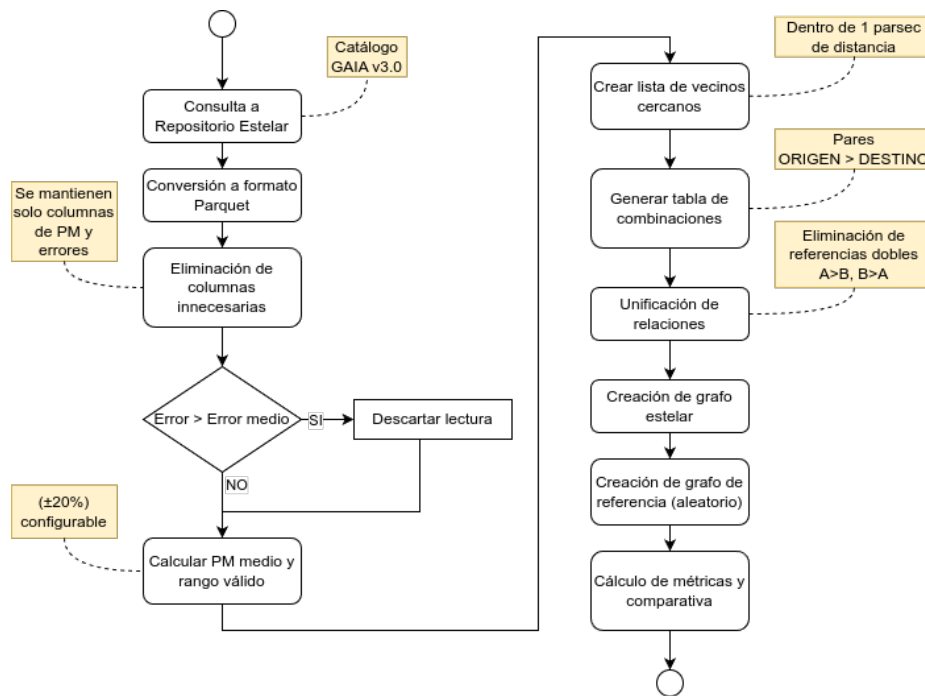 Catálogo
GAIA v3.0
Consulta a
Repositorio Estelar
Conversión a formato
Parquet
Se mantienen
solo columnas
de PM y
errores
Eliminación de
columnas
innecesarias
Error > Error medio
SI
Descartar lectura
NO
(±20%)
configurable
Calcular PM medio y
rango válido
Dentro de 1 parsec
de distancia
Crear lista de vecinos
cercanos
Pares
ORIGEN > DESTINO
Generar tabla de
combinaciones
Eliminación de
referencias dobles
A>B, B>A
Unificación de
relaciones
Creación de grafo
estelar
Creación de grafo de
referencia (aleatorio)
Cálculo de métricas y
comparativa